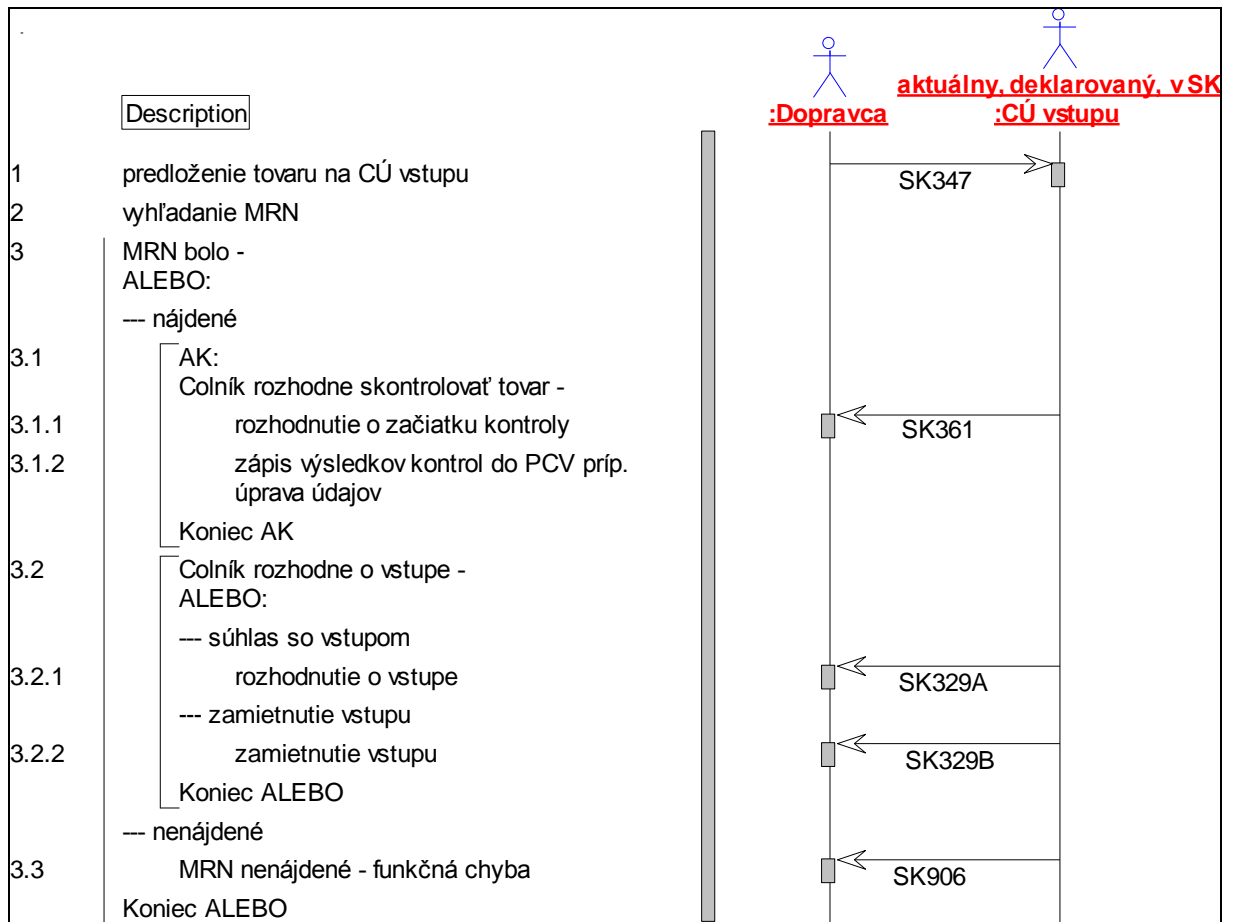 aktuálny, deklarovaný, v SK
Description
:Dopravca
:CÚ vstupu
1 predloženie tovaru na CÚ vstupu
SK347
2 vyhľadanie MRN
3 MRN bolo -
ALEBO:
--- nájdené
3.1 AK:
Colník rozhodne skontrolovať tovar -
3.1.1 rozhodnutie o začiatku kontroly
SK361
3.1.2 zápis výsledkov kontrol do PCV príp.
úprava údajov
Koniec AK
3.2 Colník rozhodne o vstupe -
ALEBO:
--- súhlas so vstupom
3.2.1 rozhodnutie o vstupe
SK329A
--- zamietnutie vstupu
3.2.2 zamietnutie vstupu
SK329B
Koniec ALEBO
--- nenájdené
3.3 MRN nenájdené - funkčná chyba
SK906
Koniec ALEBO